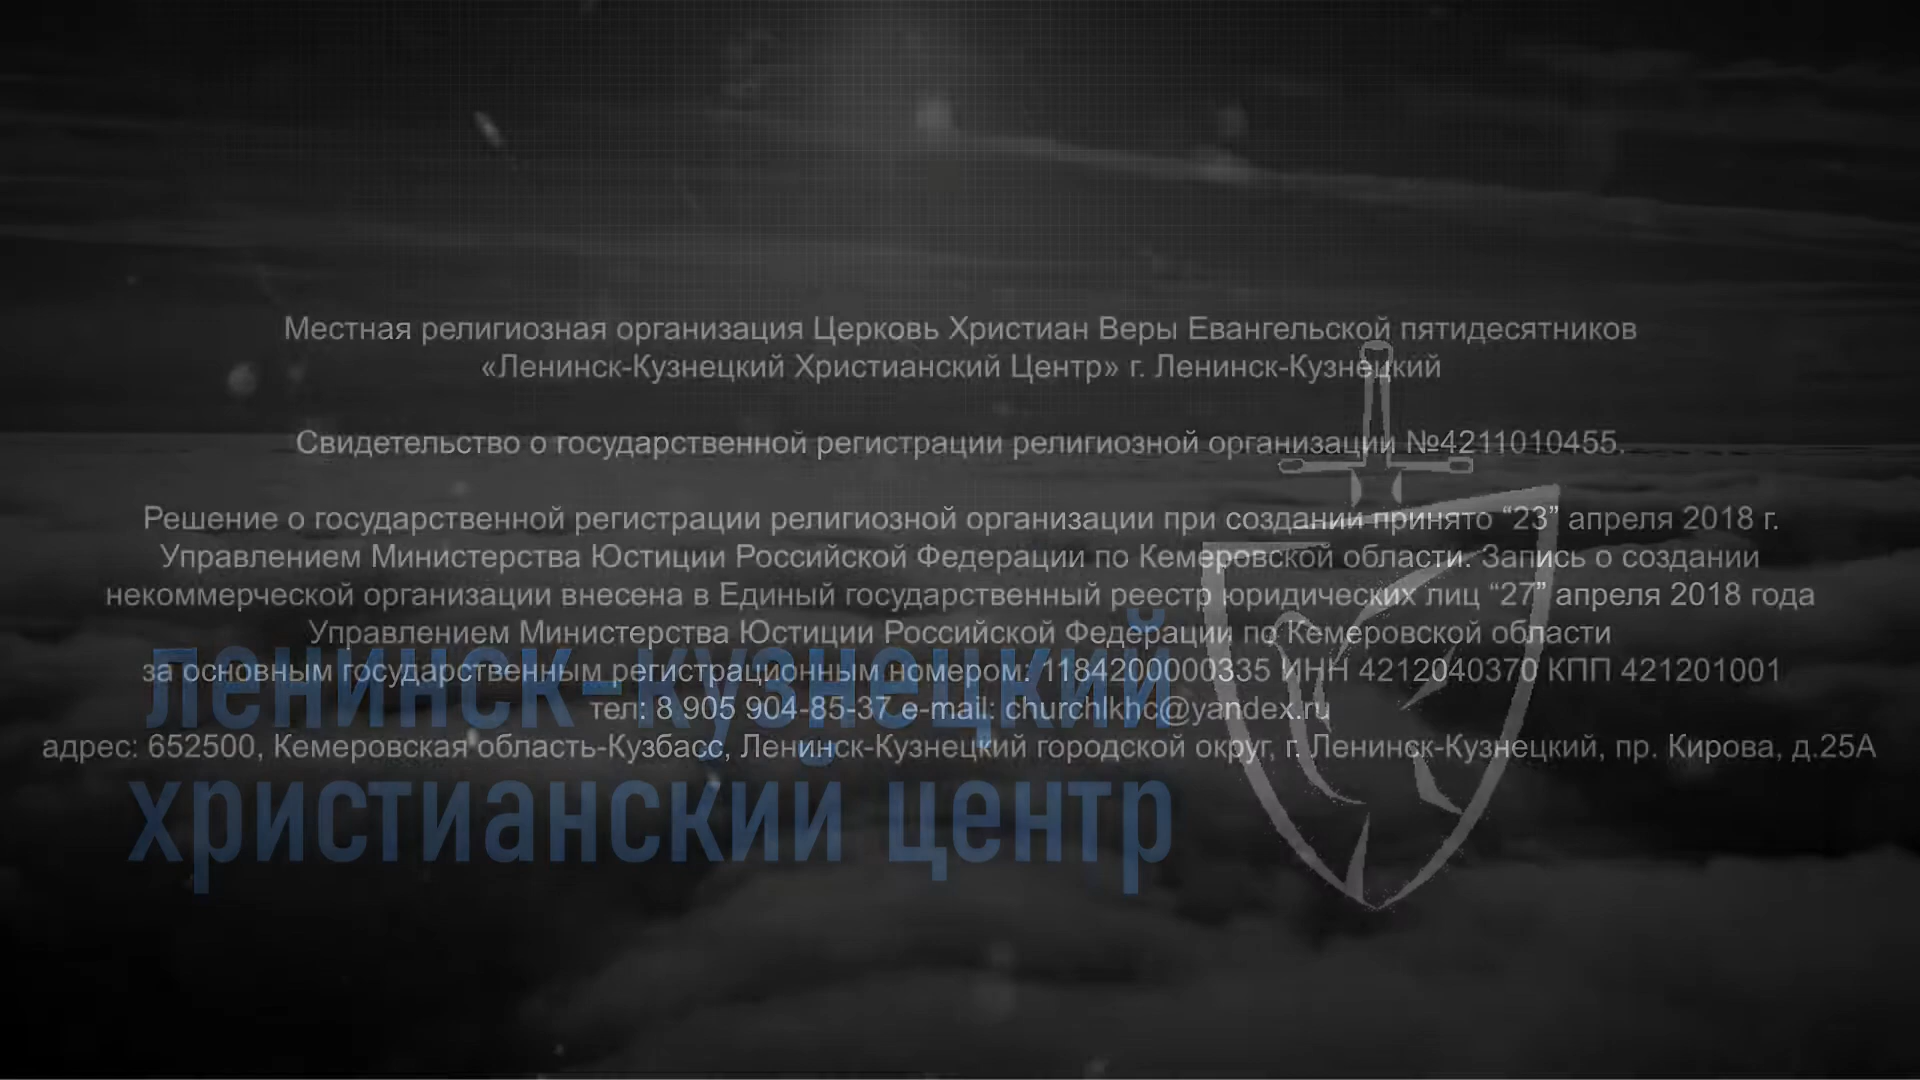 Местная религиозная организация Церковь Христиан Веры Евангельской пятидесятников
«Ленинск-Кузнецкий Христианский Центр» г. Ленинск-Кузнецкий
Свидетельство о государственной регистрации религиозной организации №4211010455.
Решение о государственной регистрации религиозной организации при создании принято “23” апреля 2018 г.
Управлением Министерства Юстиции Российской Федерации по Кемеровской области. Запись о создании
некоммерческой организации внесена в Единый государственный реестр юридических лиц “27” апреля 2018 года
Управлением Министерства Юстиции Российской Федерации по Кемеровской области
за основным государственным регистрационным номером: 1184200000335 ИНН 4212040370 КПП 421201001
тел: 8 905 904-85-37 e-mail: churchlkhc@yandex.ru
адрес: 652500, Кемеровская область-Кузбасс, Ленинск-Кузнецкий городской округ, г. Ленинск-Кузнецкий, пр. Кирова, д.25А
ленинск-кузнецкий
христианский центр